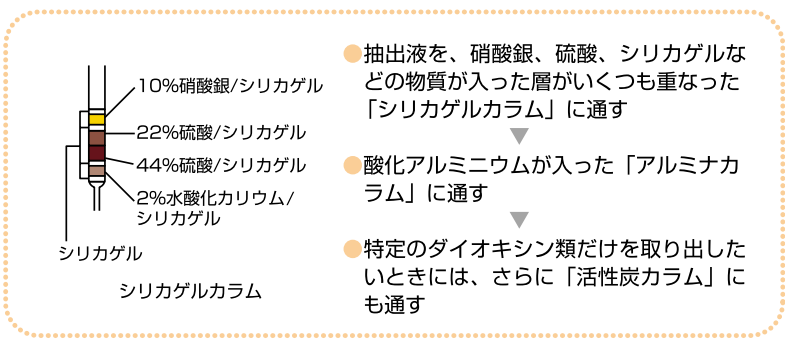 10%硝酸銀/シリカゲル
22%硫酸/シリカゲル
44%硫酸/シリカゲル
2%水酸化カリウム/
シリカゲル
シリカゲル
シリカゲルカラム
●抽出液を、硝酸銀、硫酸、シリカゲルな
どの物質が入った層がいくつも重なった
「シリカゲルカラム」に通す
▼
●酸化アルミニウムが入った「アルミナカ
ラム」に通す
▼
●特定のダイオキシン類だけを取り出した
いときには、さらに「活性炭カラム」に
も通す